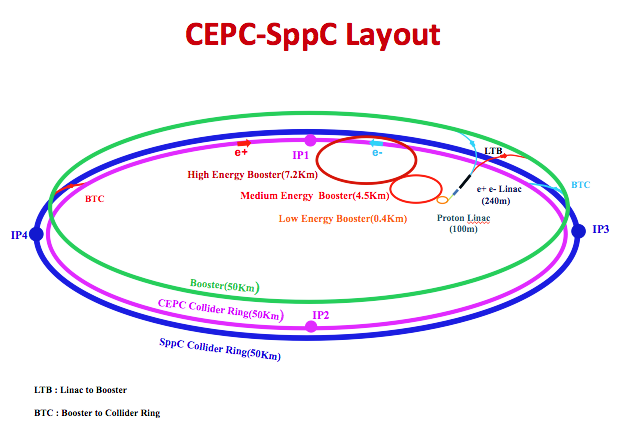 CEPC-SppC Layout
e+
IP1
e-
LTB
High Energy Booster(7.2Km)
BTC
e+ e- Linac
(240m)
BTC
Medium Energy Booster(4.5Km)
Low Energy Booster(0.4Km)
Proton Linac
(100m)
IP4
IP3
Booster(50Km)
CEPC Collider Ring(50Km)
IP2
SppC Collider Ring(50Km)
LTB : Linac to Booster
BTC : Booster to Collider Ring